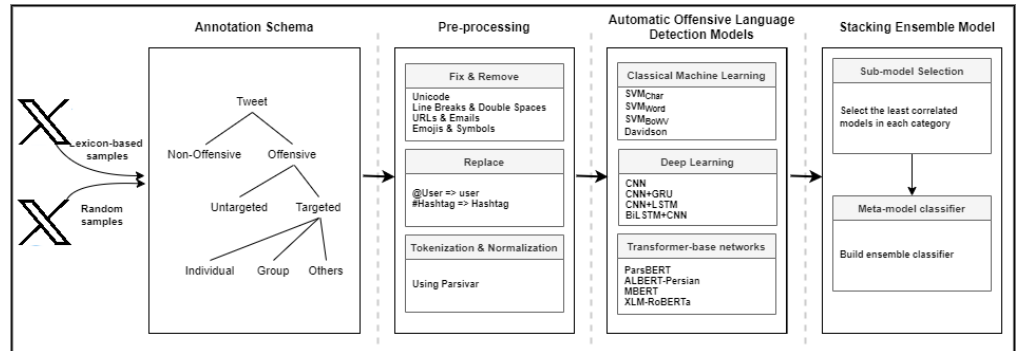 Annotation Schema
Lexicon-based
samples
Random
samples
Tweet
Non-Offensive
Offensive
Untargeted
Targeted
Individual
Group
Others
Pre-processing
Fix & Remove
Unicode
Line Breaks & Double Spaces
URLs & Emails
Emojis & Symbols
Replace
@User => user
#Hashtag => Hashtag
Tokenization & Normalization
Using Parsivar
Automatic Offensive Language
Detection Models
Classical Machine Learning
SVMChar
SVMWord
SVMBoWV
Davidson
Deep Learning
CNN
CNN+GRU
CNN+LSTM
BiLSTM+CNN
Transformer-base networks
ParsBERT
ALBERT-Persian
MBERT
XLM-RoBERTa
Stacking Ensemble Model
Sub-model Selection
Select the least correlated
models in each category
Meta-model classifier
Build ensemble classifier